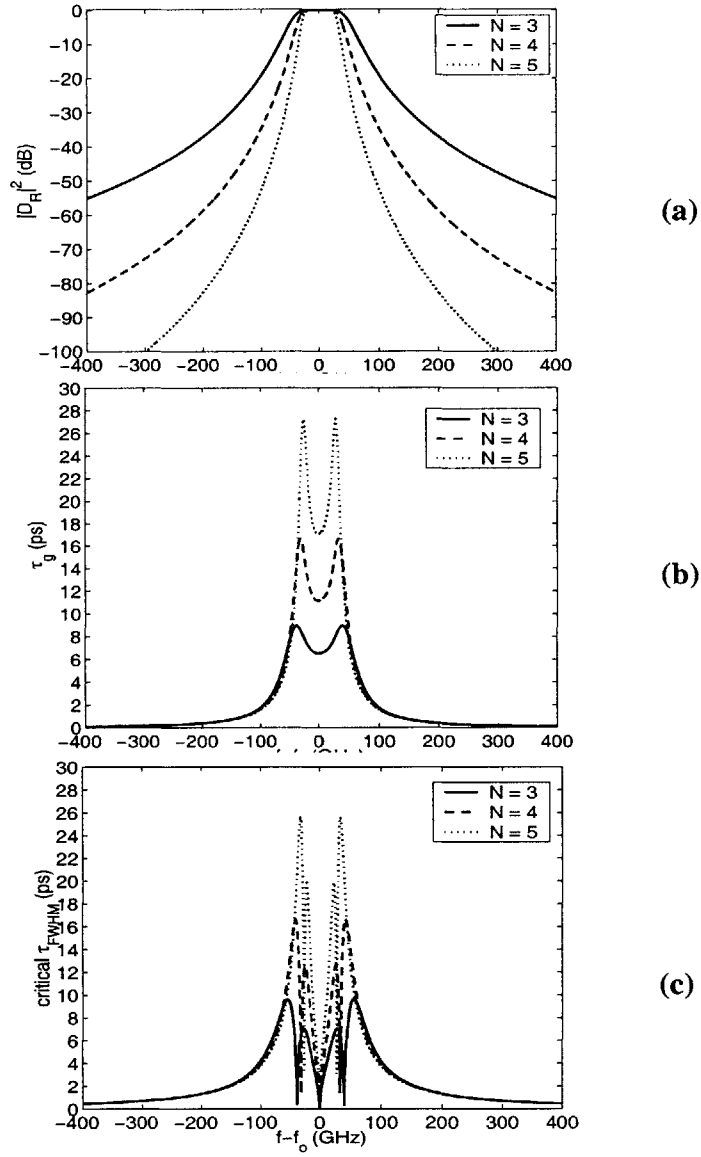 0
−10
−20
−30
−40
−50
−60
−70
−80
−90
−100
|D_R|^2 (dB)
N = 3
N = 4
N = 5
−400 −300 −200 −100 0 100 200 300 400
(a)
30
28
26
24
22
20
18
16
14
12
10
8
6
4
2
0
τ_g (ps)
N = 3
N = 4
N = 5
−400 −300 −200 −100 0 100 200 300 400
(b)
30
28
26
24
22
20
18
16
14
12
10
8
6
4
2
0
critical τ_FWHM (ps)
N = 3
N = 4
N = 5
−400 −300 −200 −100 0 100 200 300 400
f−f_o (GHz)
(c)